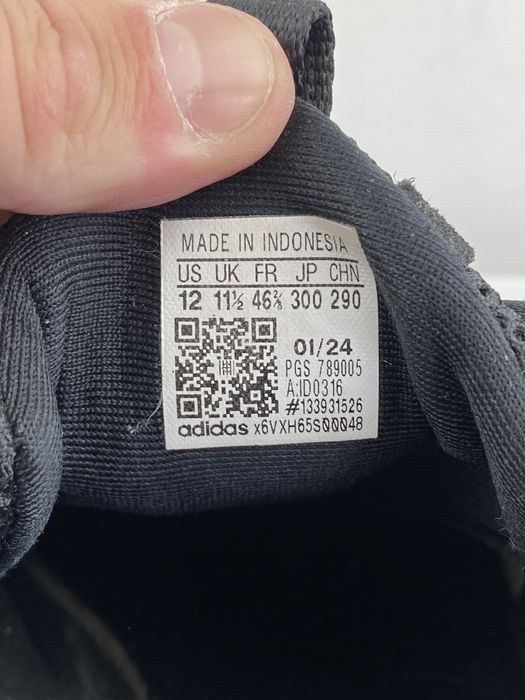 MADE IN INDONESIA
US UK FR JP CHN
12 11½ 46⅔ 300 290
01/24
PGS 789005
A:ID0316
#133931526
adidas x6VXH65S00048